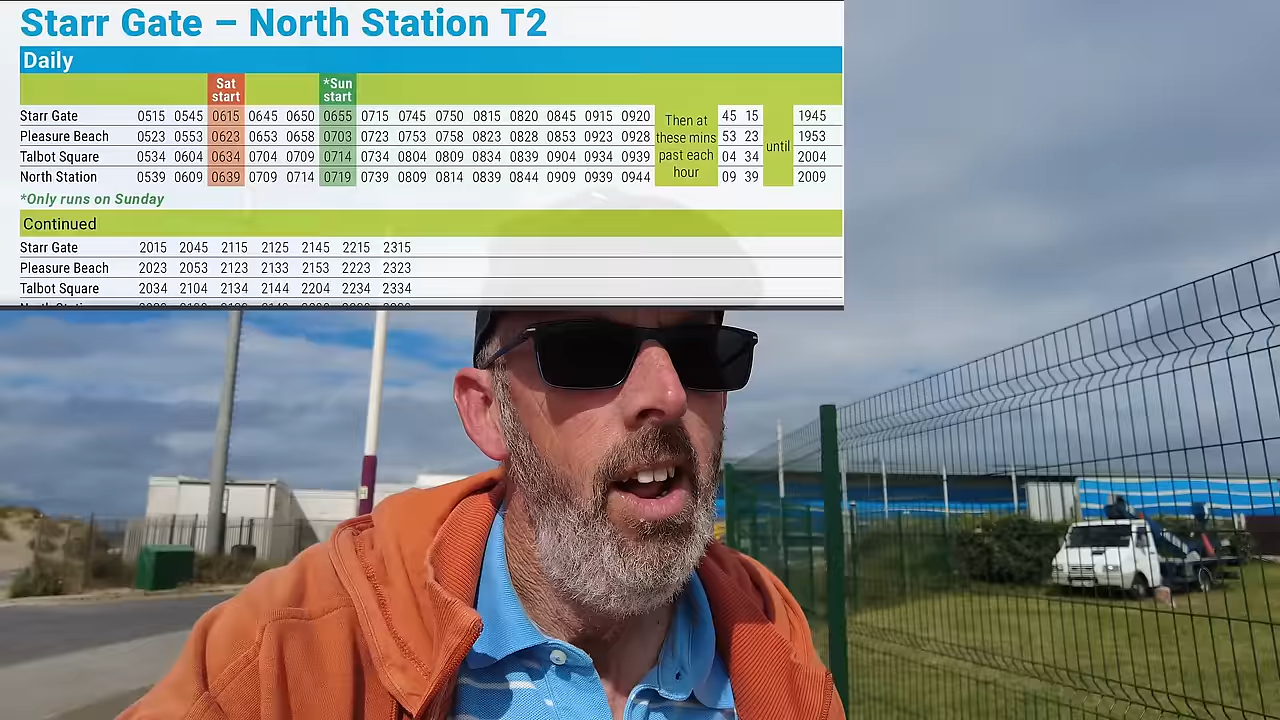 Starr Gate – North Station T2
Daily
Sat start *Sun start
Starr Gate 0515 0545 0615 0645 0650 0655 0715 0745 0750 0815 0820 0845 0915 0920 Then at these mins past each hour 45 15 until 1945
Pleasure Beach 0523 0553 0623 0653 0658 0703 0723 0753 0758 0823 0828 0853 0923 0928 53 23 1953
Talbot Square 0534 0604 0634 0704 0709 0714 0734 0804 0809 0834 0839 0904 0934 0939 04 34 2004
North Station 0539 0609 0639 0709 0714 0719 0739 0809 0814 0839 0844 0909 0939 0944 09 39 2009
*Only runs on Sunday
Continued
Starr Gate 2015 2045 2115 2125 2145 2215 2315
Pleasure Beach 2023 2053 2123 2133 2153 2223 2323
Talbot Square 2034 2104 2134 2144 2204 2234 2334